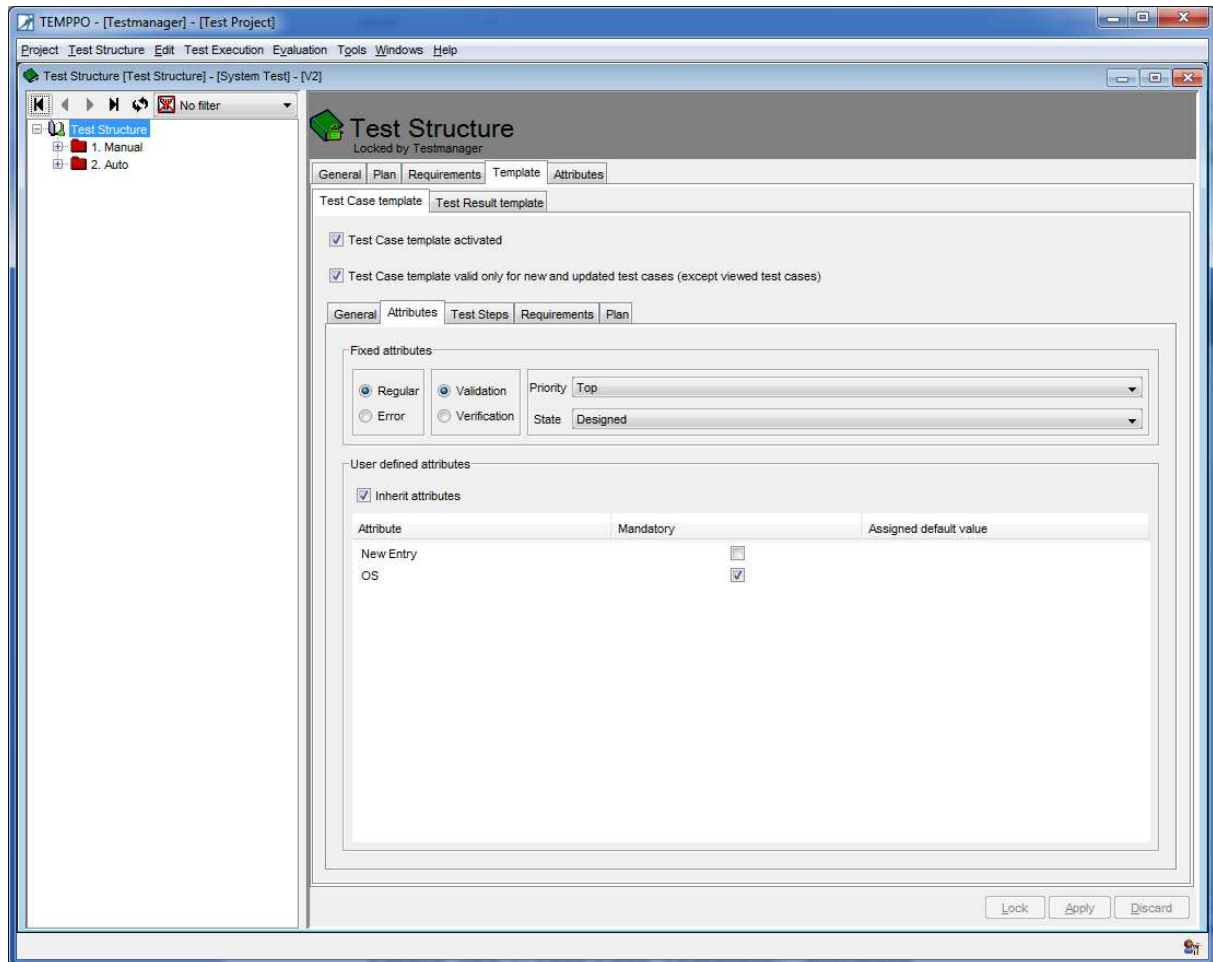 TEMPPO - [Testmanager] - [Test Project]
Project Test Structure Edit Test Execution Evaluation Tools Windows Help
Test Structure [Test Structure] - [System Test] - [V2]
No filter
Test Structure
1. Manual
2. Auto
Test Structure
Locked by Testmanager
General Plan Requirements Template Attributes
Test Case template Test Result template
Test Case template activated
Test Case template valid only for new and updated test cases (except viewed test cases)
General Attributes Test Steps Requirements Plan
Fixed attributes
Regular Validation Priority Top
Error Verification State Designed
User defined attributes
Inherit attributes
Attribute Mandatory Assigned default value
New Entry
OS
Lock Apply Discard